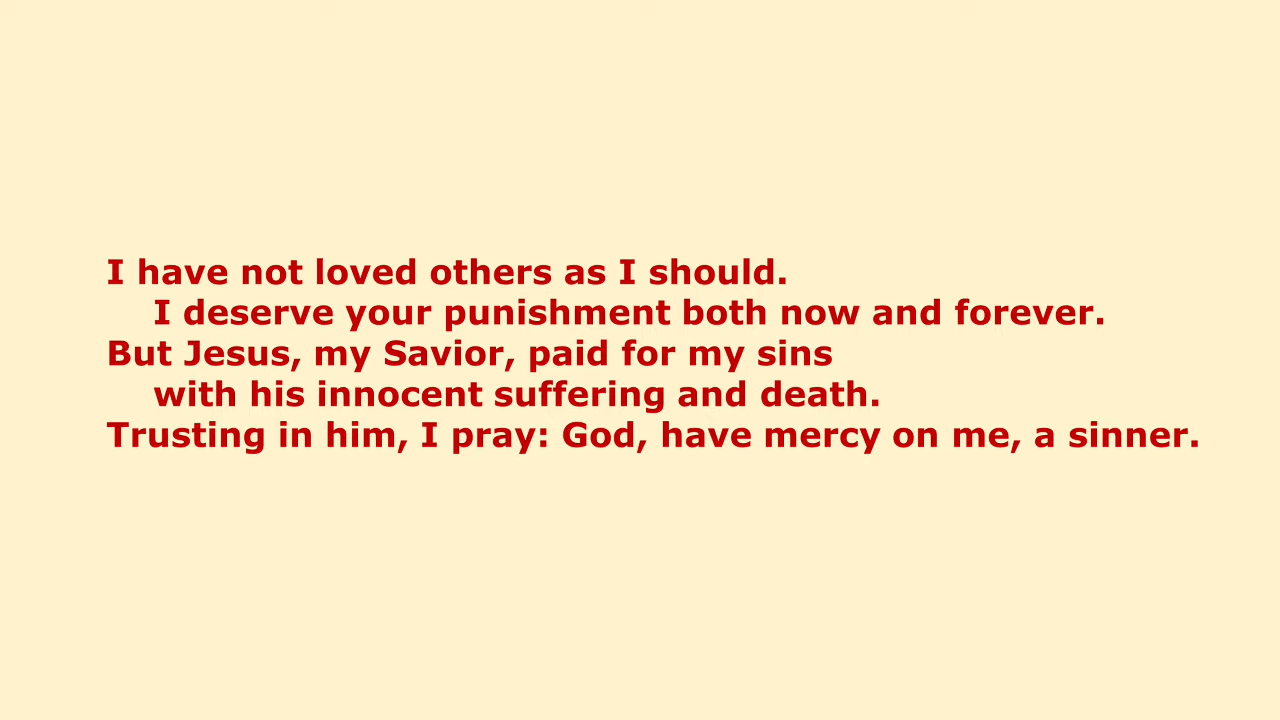 I have not loved others as I should.
I deserve your punishment both now and forever.
But Jesus, my Savior, paid for my sins
with his innocent suffering and death.
Trusting in him, I pray: God, have mercy on me, a sinner.